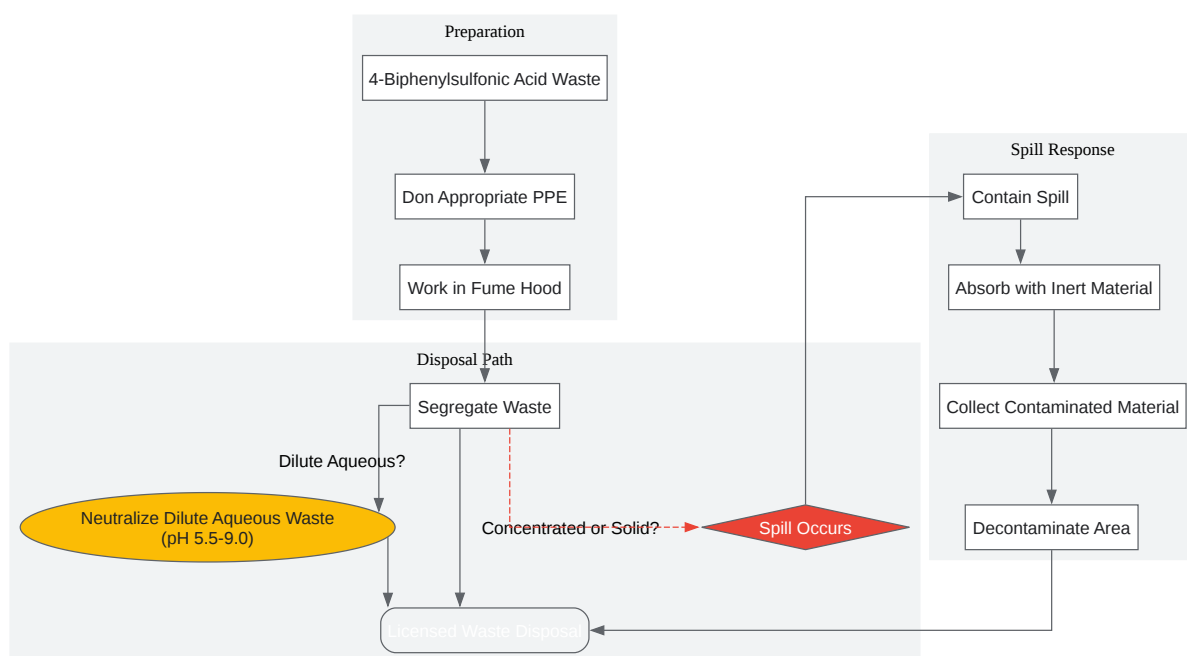 Preparation
4-Biphenylsulfonic Acid Waste
Don Appropriate PPE
Work in Fume Hood
Disposal Path
Segregate Waste
Dilute Aqueous?
Neutralize Dilute Aqueous Waste
(pH 5.5-9.0)
Concentrated or Solid?
Spill Occurs
Licensed Waste Disposal
Spill Response
Contain Spill
Absorb with Inert Material
Collect Contaminated Material
Decontaminate Area